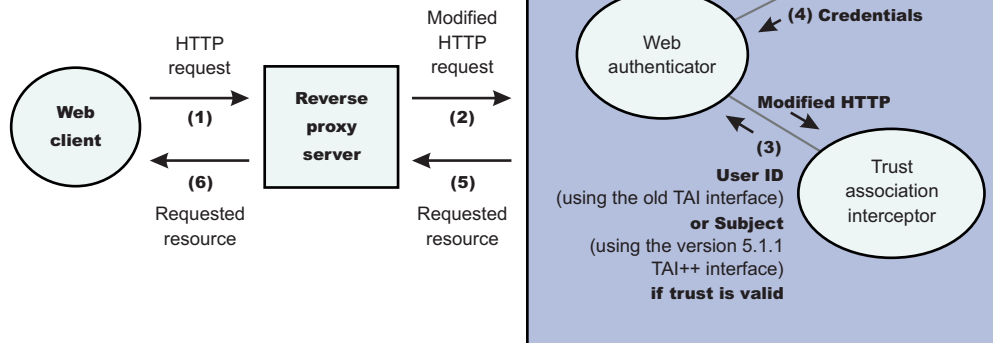 HTTP
request
Modified
HTTP
request
Web
client
(1)
(6)
Requested
resource
Reverse
proxy
server
(2)
(5)
Requested
resource
(4) Credentials
Web
authenticator
Modified HTTP
(3)
User ID
(using the old TAI interface)
or Subject
(using the version 5.1.1
TAI++ interface)
if trust is valid
Trust
association
interceptor